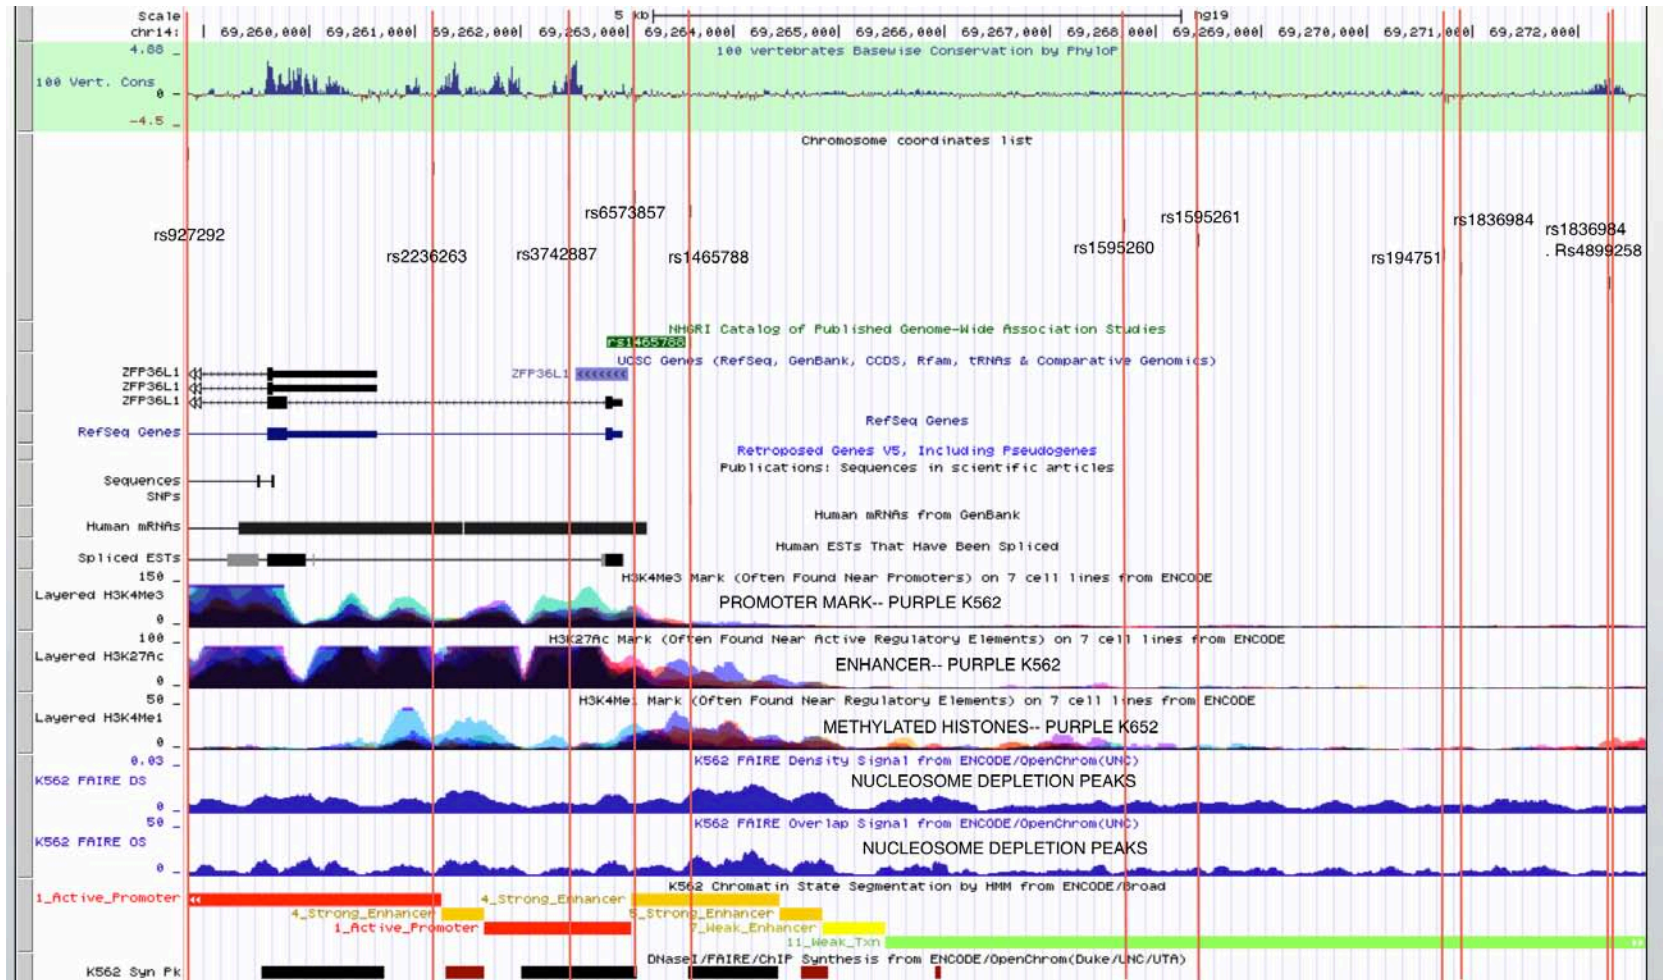 Scale 5 kb hg19
chr14: 69,260,000 69,261,000 69,262,000 69,263,000 69,264,000 69,265,000 69,266,000 69,267,000 69,268,000 69,269,000 69,270,000 69,271,000 69,272,000
4.88 _ 100 vertebrates Basewise Conservation by PhyloP
100 Vert. Cons
0 -
-4.5 _
Chromosome coordinates list
rs6573857 rs1595261 rs1836984
rs927292 rs1836984
rs2236263 rs3742887 rs1465788 rs1595260 rs194751 . Rs4899258
NHGRI Catalog of Published Genome-Wide Association Studies
rs1465788
UCSC Genes (RefSeq, GenBank, CCDS, Rfam, tRNAs & Comparative Genomics)
ZFP36L1 ZFP36L1
ZFP36L1
ZFP36L1
RefSeq Genes
RefSeq Genes
Retroposed Genes V5, Including Pseudogenes
Publications: Sequences in scientific articles
Sequences
SNPs
Human mRNAs from GenBank
Human mRNAs
Human ESTs That Have Been Spliced
Spliced ESTs
150 _ H3K4Me3 Mark (Often Found Near Promoters) on 7 cell lines from ENCODE
Layered H3K4Me3 PROMOTER MARK-- PURPLE K562
0 _
100 _ H3K27Ac Mark (Often Found Near Active Regulatory Elements) on 7 cell lines from ENCODE
Layered H3K27Ac ENHANCER-- PURPLE K562
0 _
50 _ H3K4Me1 Mark (Often Found Near Regulatory Elements) on 7 cell lines from ENCODE
Layered H3K4Me1 METHYLATED HISTONES-- PURPLE K652
0 _
0.03 _ K562 FAIRE Density Signal from ENCODE/OpenChrom(UNC)
K562 FAIRE DS NUCLEOSOME DEPLETION PEAKS
0 _
50 _ K562 FAIRE Overlap Signal from ENCODE/OpenChrom(UNC)
K562 FAIRE OS NUCLEOSOME DEPLETION PEAKS
0 _
K562 Chromatin State Segmentation by HMM from ENCODE/Broad
1_Active_Promoter 4_Strong_Enhancer
4_Strong_Enhancer 5_Strong_Enhancer
1_Active_Promoter 7_Weak_Enhancer
11_Weak_Txn
DNaseI/FAIRE/ChIP Synthesis from ENCODE/OpenChrom(Duke/UNC/UTA)
K562 Syn Pk